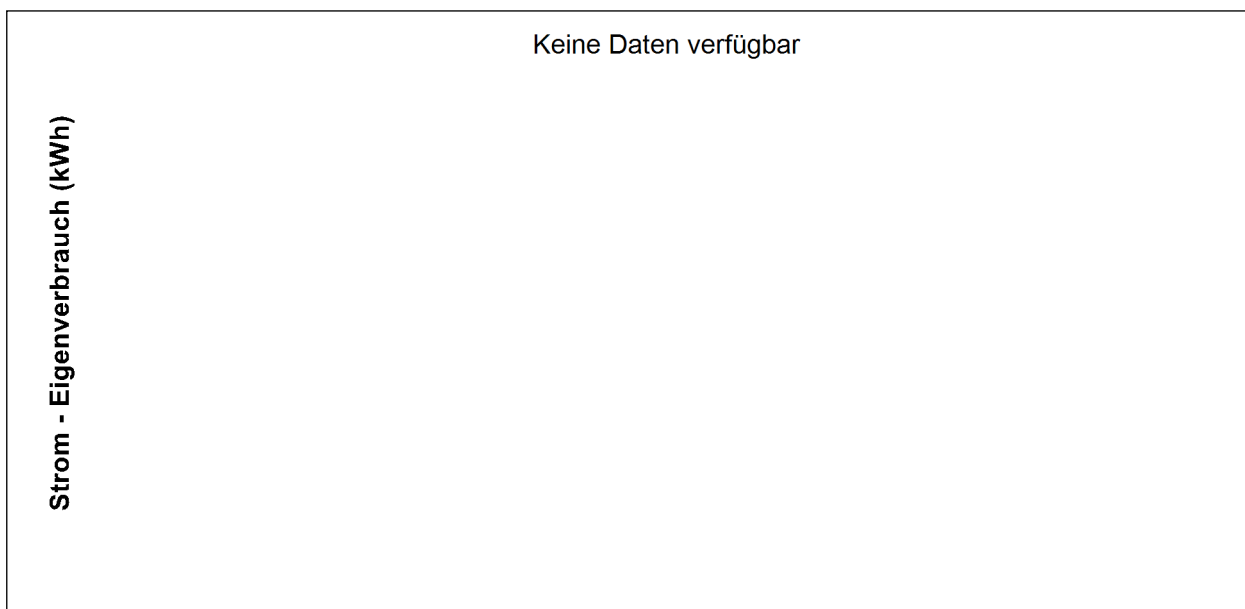 Keine Daten verfügbar
Strom - Eigenverbrauch (kWh)